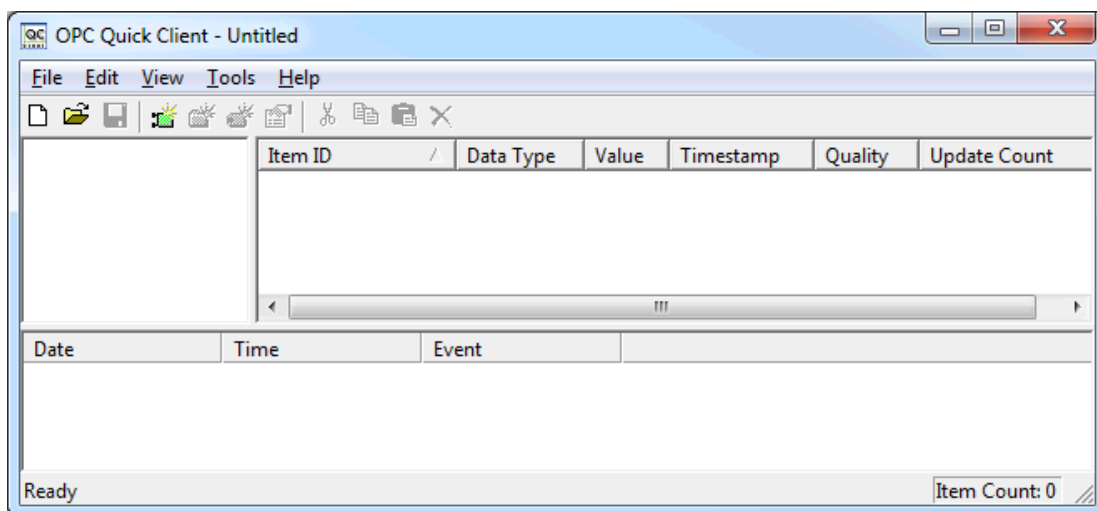 OPC Quick Client - Untitled
File Edit View Tools Help
Item ID Data Type Value Timestamp Quality Update Count
Date Time Event
Ready Item Count: 0